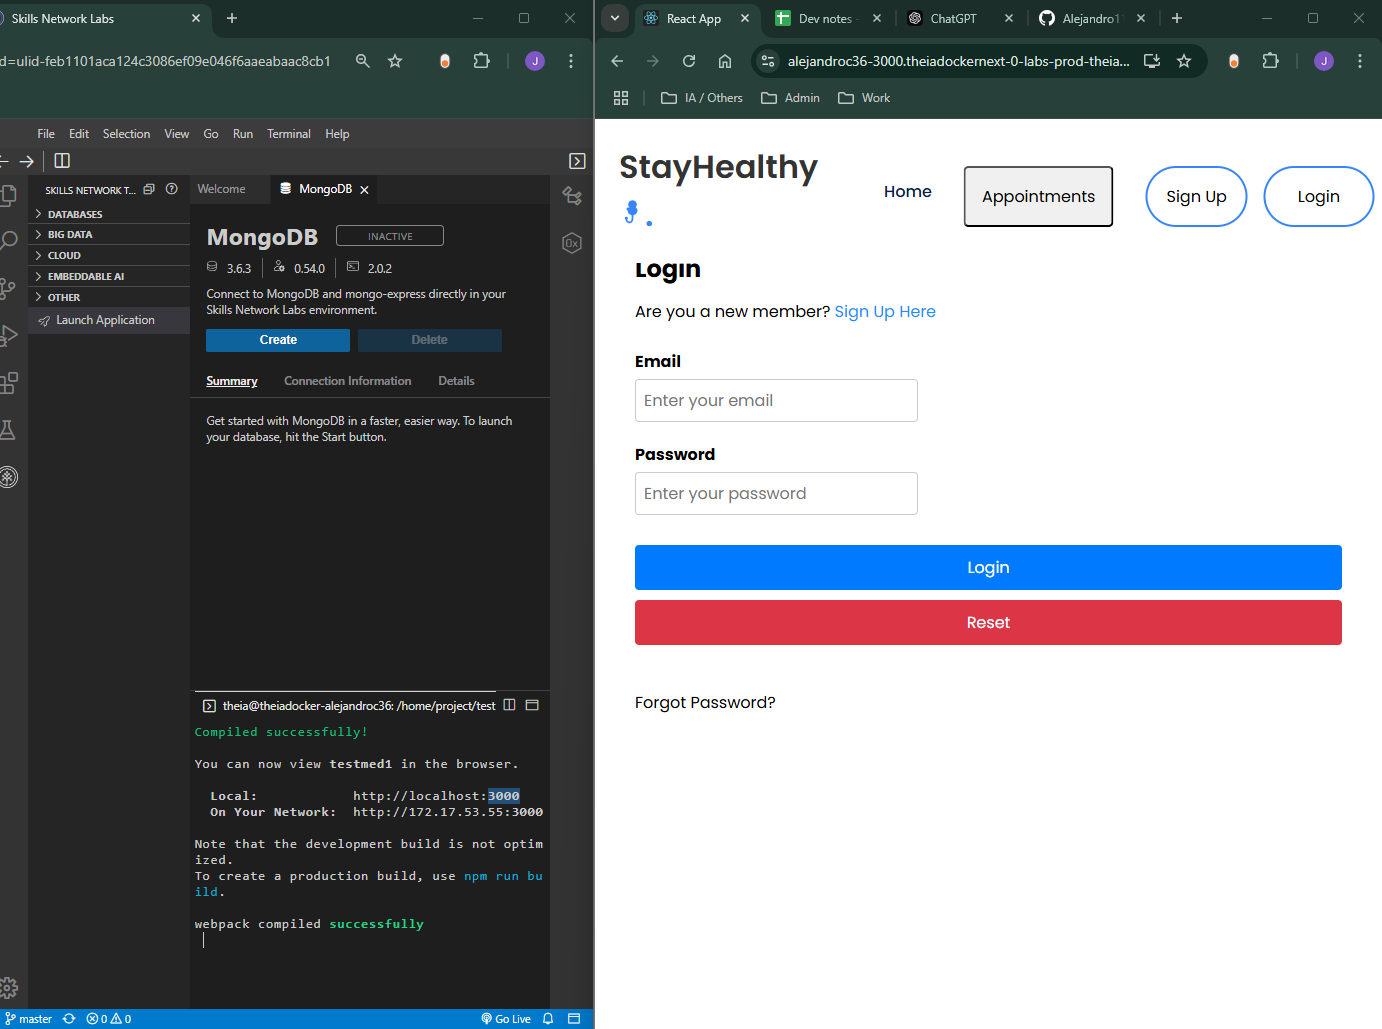 Skills Network Labs
d=ulid-feb1101aca124c3086ef09e046f6aaeabaac8cb1
J
File Edit Selection View Go Run Terminal Help
SKILLS NETWORK T...
DATABASES
BIG DATA
CLOUD
EMBEDDABLE AI
OTHER
Launch Application
Welcome
MongoDB
MongoDB
INACTIVE
3.6.3
0.54.0
2.0.2
Connect to MongoDB and mongo-express directly in your
Skills Network Labs environment.
Create
Delete
Summary
Connection Information
Details
Get started with MongoDB in a faster, easier way. To launch
your database, hit the Start button.
0x
theia@theiadocker-alejandroc36: /home/project/test
Compiled successfully!
You can now view testmed1 in the browser.
Local: http://localhost:3000
On Your Network: http://172.17.53.55:3000
Note that the development build is not optim
ized.
To create a production build, use npm run bu
ild.
webpack compiled successfully
master
0
0
Go Live
React App
Dev notes -
ChatGPT
Alejandro1
alejandroc36-3000.theiadockernext-0-labs-prod-theia...
J
IA / Others
Admin
Work
StayHealthy
.
Home
Appointments
Sign Up
Login
Login
Are you a new member? Sign Up Here
Email
Enter your email
Password
Enter your password
Login
Reset
Forgot Password?